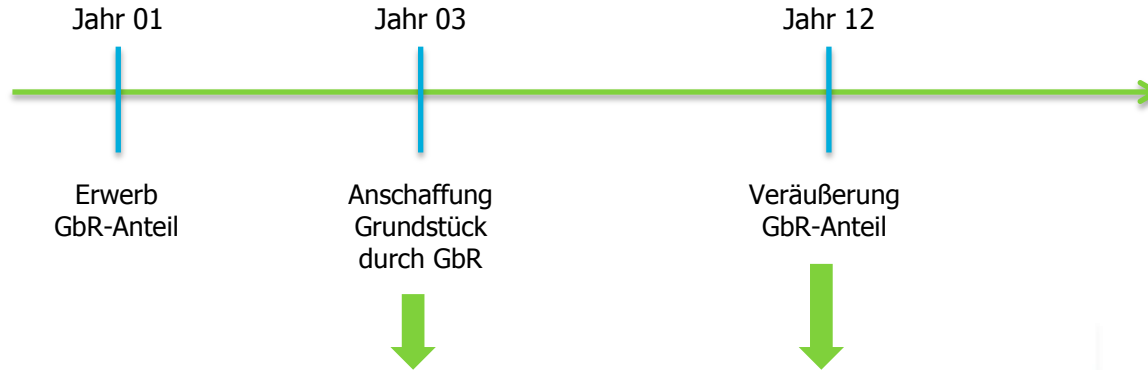 Jahr 01
Jahr 03
Jahr 12
Erwerb
GbR-Anteil
Anschaffung
Grundstück
durch GbR
Veräußerung
GbR-Anteil